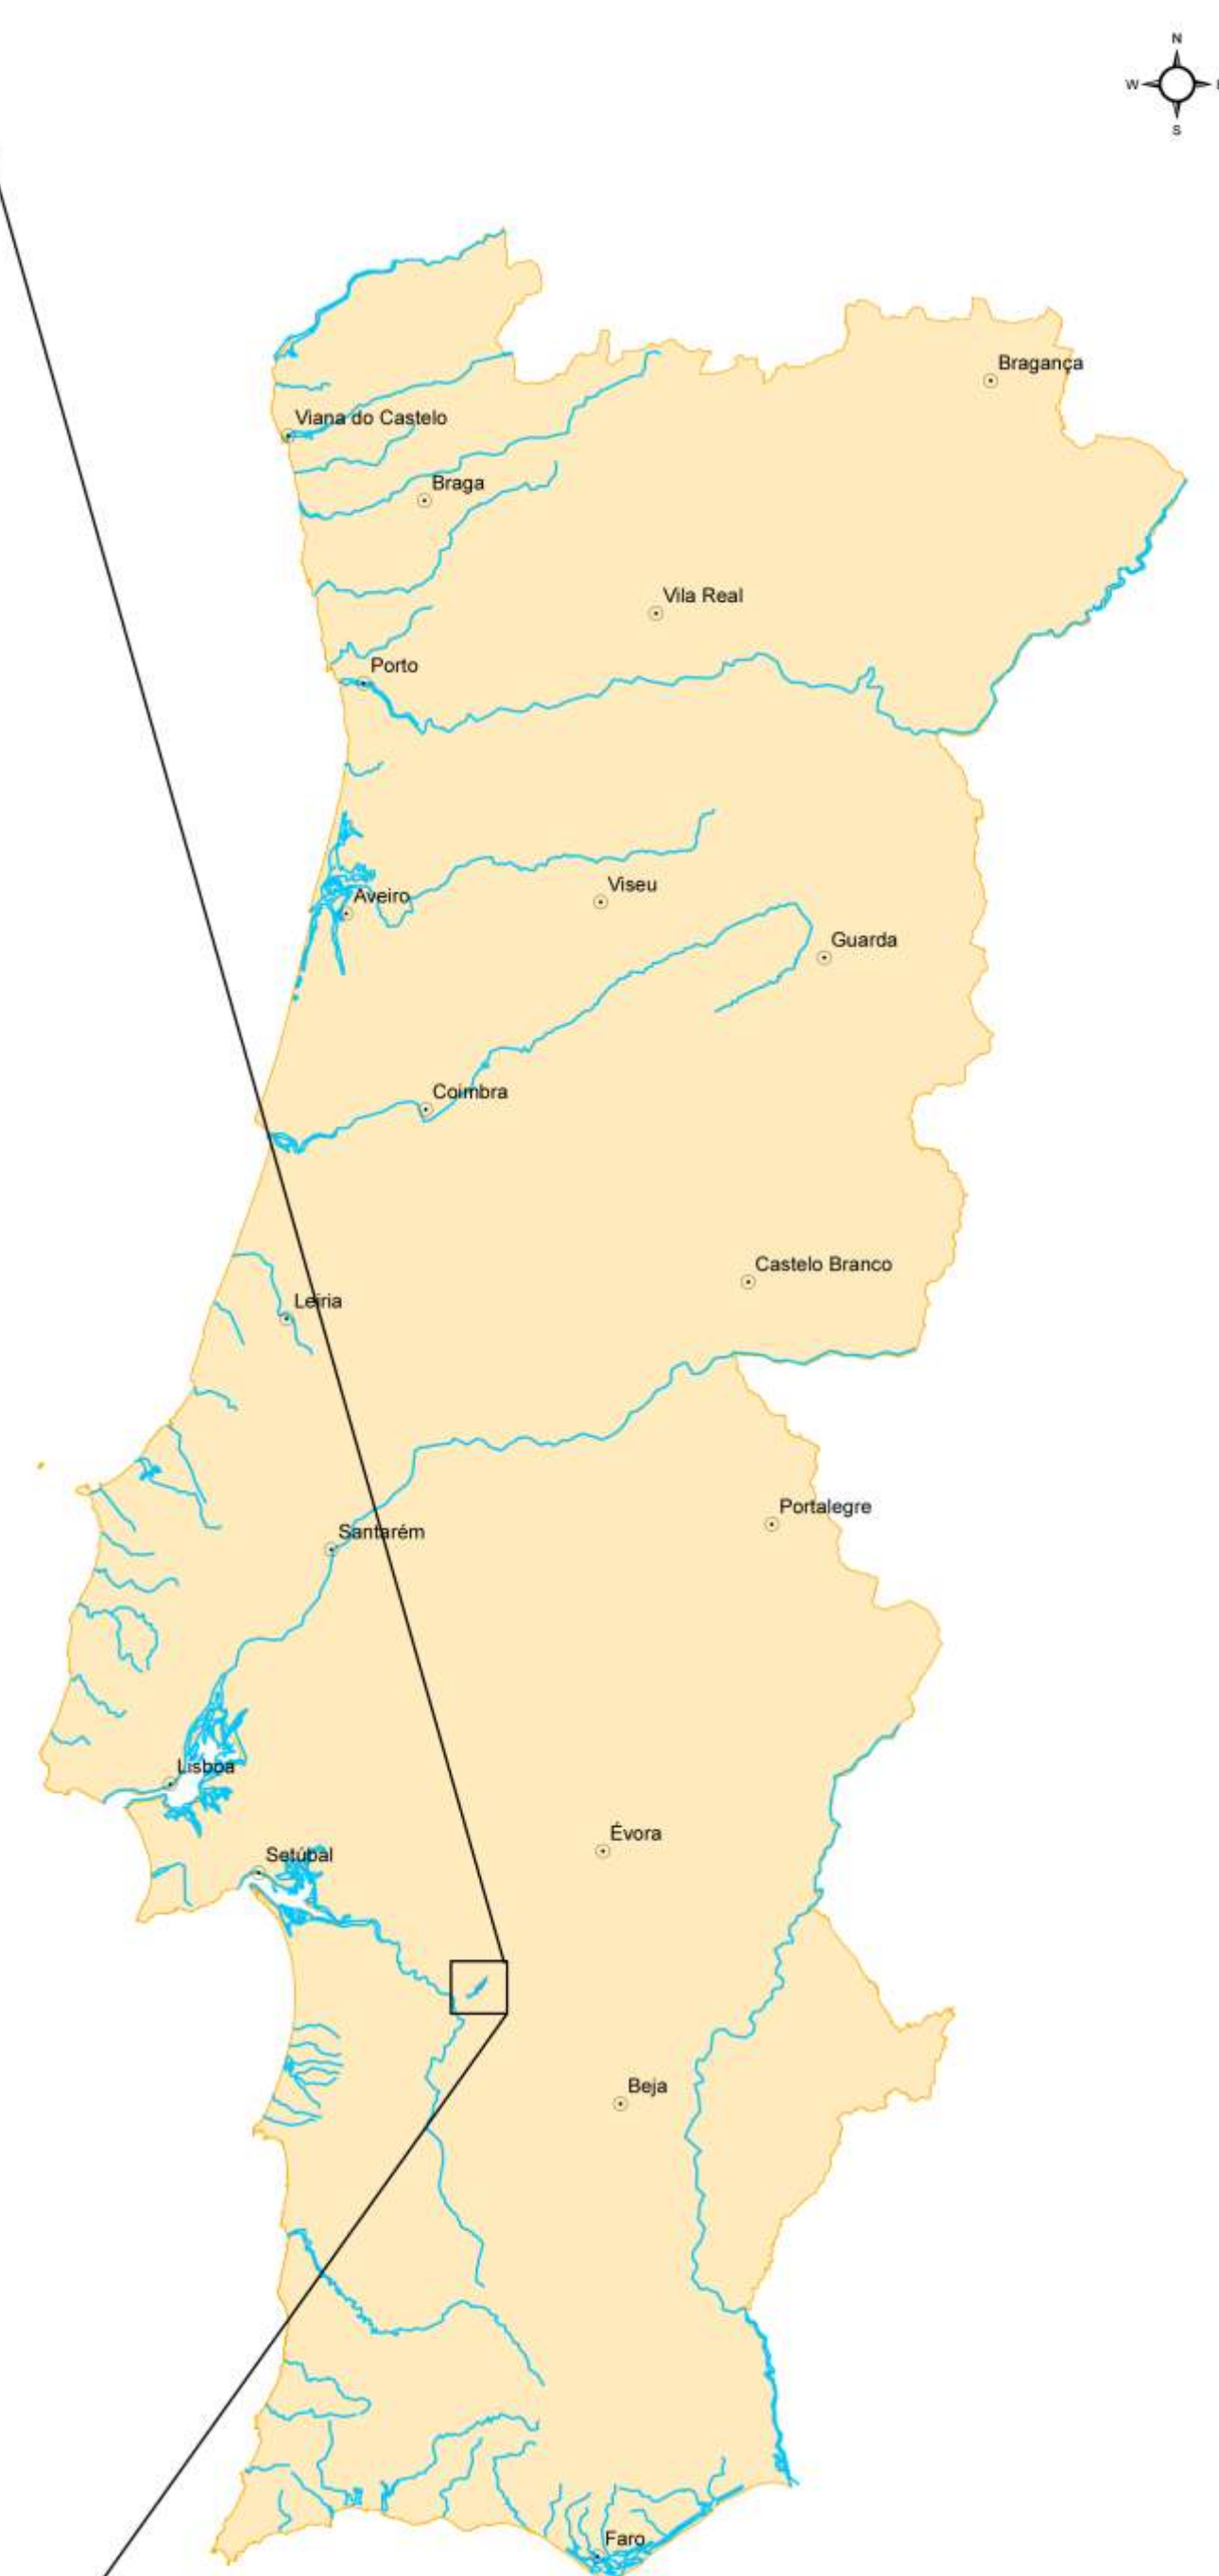 N
W
S
Bragança
Viana do Castelo
Braga
Vila Real
Porto
Viseu
Aveiro
Guarda
Coimbra
Castelo Branco
Leiria
Portalegre
Santarém
Lisboa
Évora
Setúbal
Beja
Faro